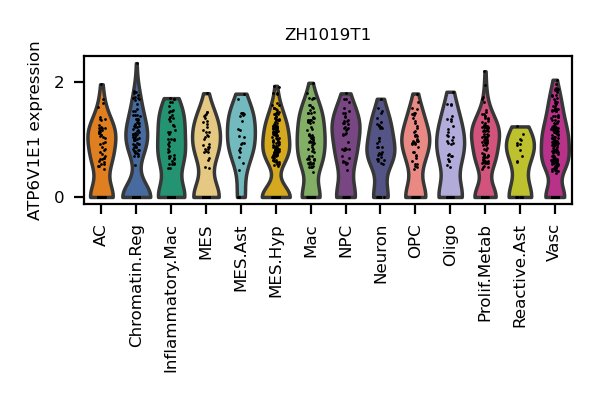 ZH1019T1
ATP6V1E1 expression
2
0
AC
Chromatin.Reg
Inflammatory.Mac
MES
MES.Ast
MES.Hyp
Mac
NPC
Neuron
OPC
Oligo
Prolif.Metab
Reactive.Ast
Vasc